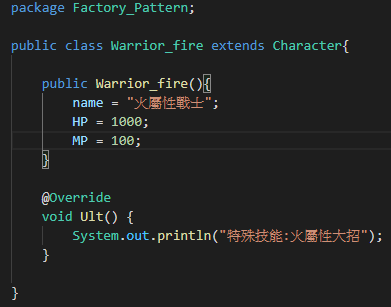 package Factory_Pattern;
public class Warrior_fire extends Character{
public Warrior_fire(){
name = "火屬性戰士";
HP = 1000;
MP = 100;
}
@Override
void Ult() {
System.out.println("特殊技能:火屬性大招");
}
}